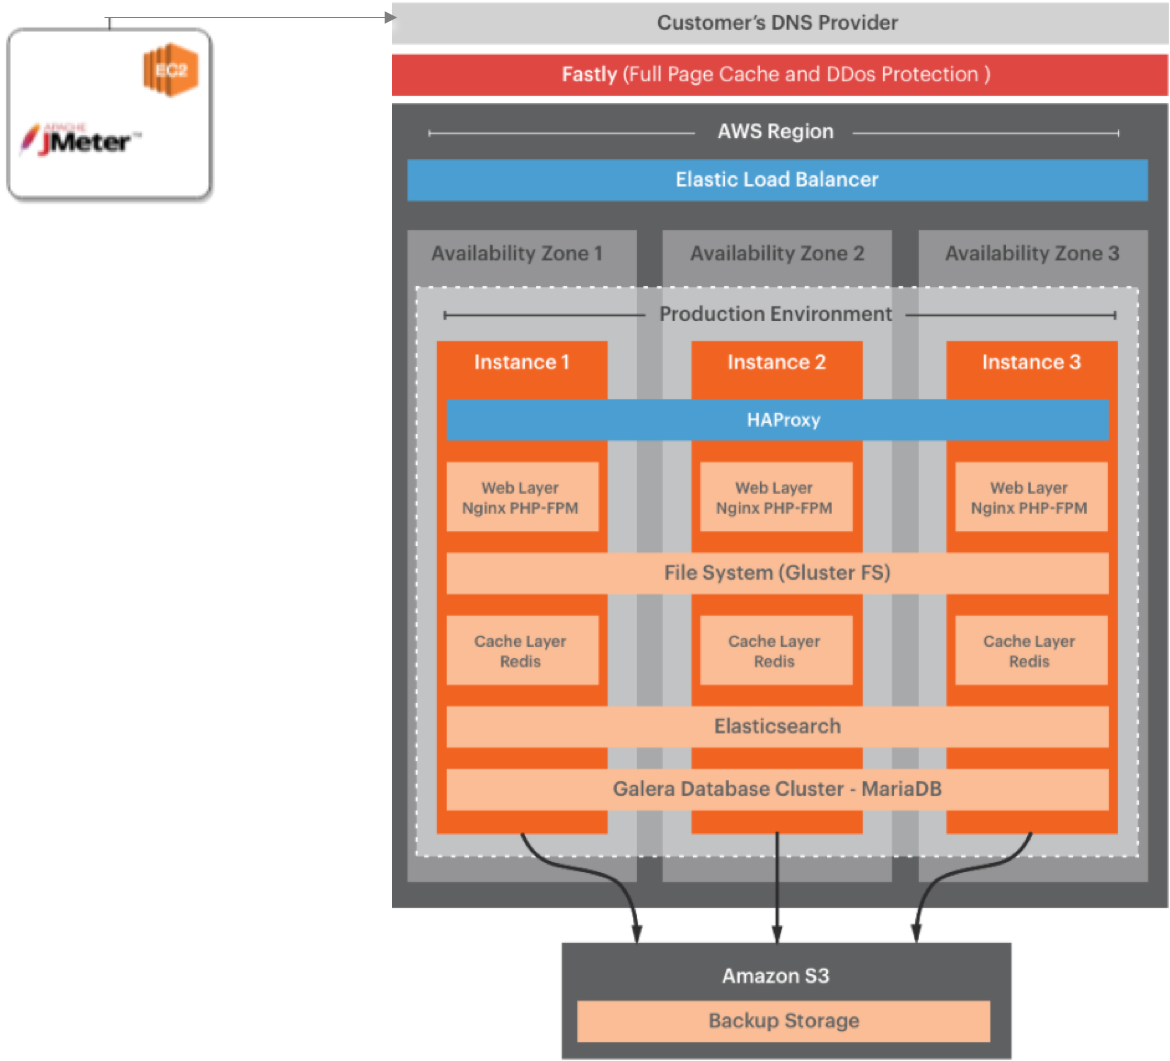 Customer's DNS Provider
Fastly (Full Page Cache and DDos Protection )
EC2
APACHE
JMeter™
AWS Region
Elastic Load Balancer
Availability Zone 1
Availability Zone 2
Availability Zone 3
Production Environment
Instance 1
Instance 2
Instance 3
HAProxy
Web Layer
Nginx PHP-FPM
Web Layer
Nginx PHP-FPM
Web Layer
Nginx PHP-FPM
File System (Gluster FS)
Cache Layer
Redis
Cache Layer
Redis
Cache Layer
Redis
Elasticsearch
Galera Database Cluster - MariaDB
Amazon S3
Backup Storage